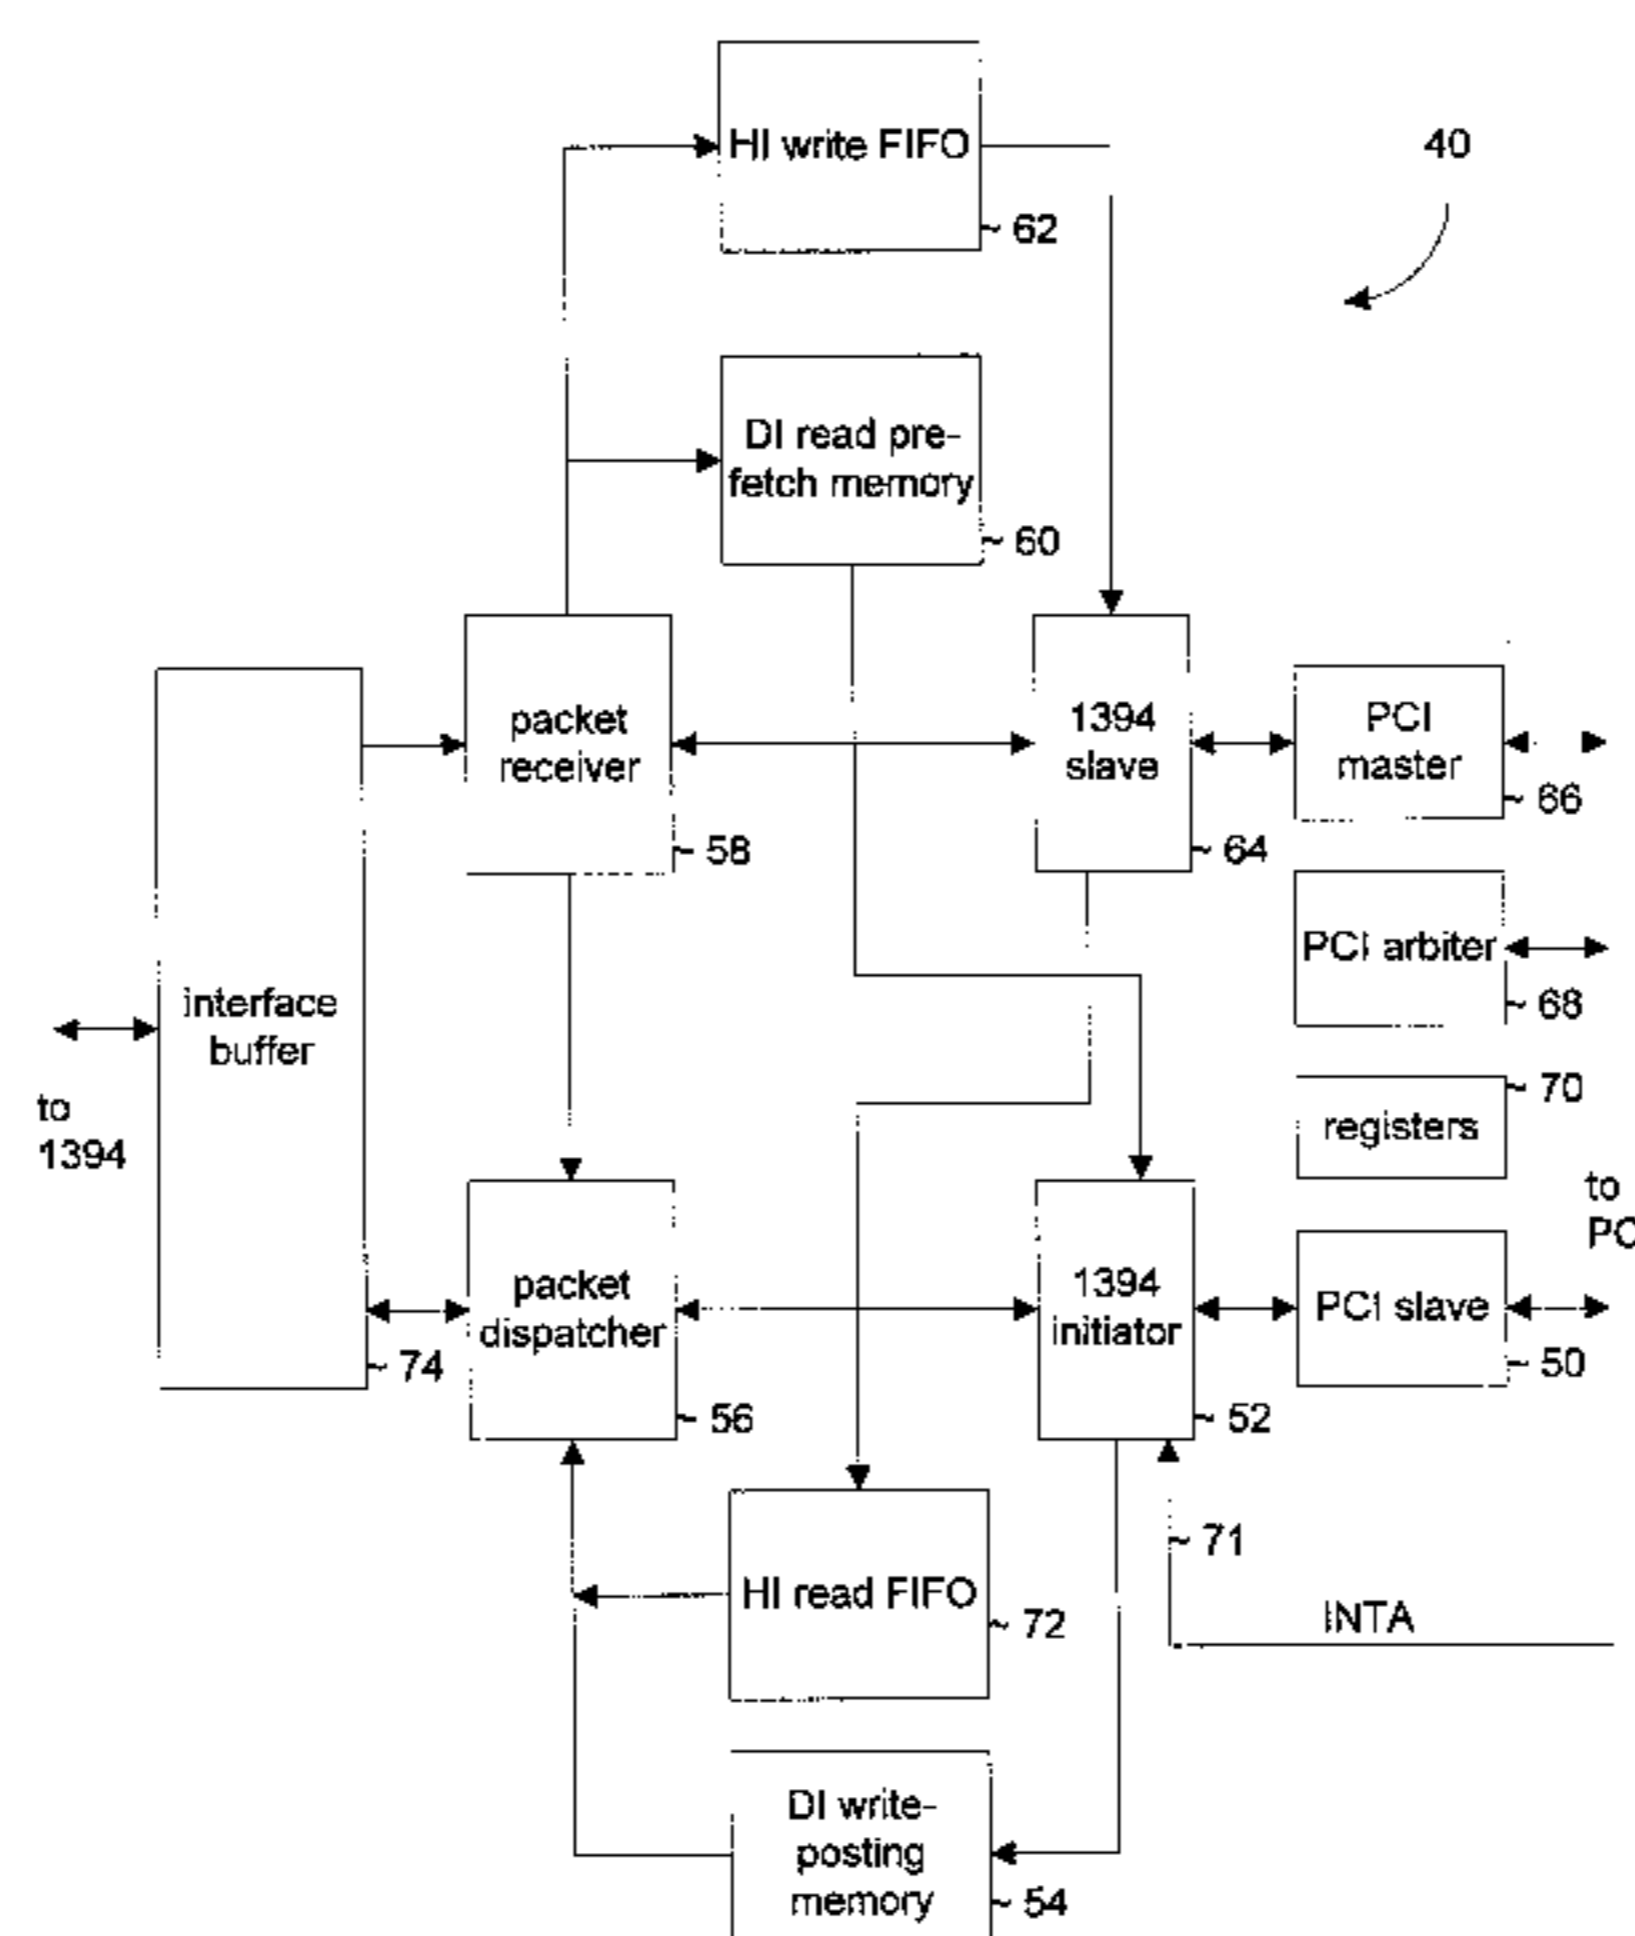 HI write FIFO
40
~ 62
DI read pre-
fetch memory
~ 60
packet
receiver
~ 58
1394
slave
~ 64
PCI
master
~ 66
PCI arbiter
~ 68
interface
buffer
~ 74
to
1394
registers
~ 70
to
PC
packet
dispatcher
~ 56
1394
initiator
~ 52
PCI slave
~ 50
HI read FIFO
~ 72
~ 71
INTA
DI write-
posting
memory
~ 54